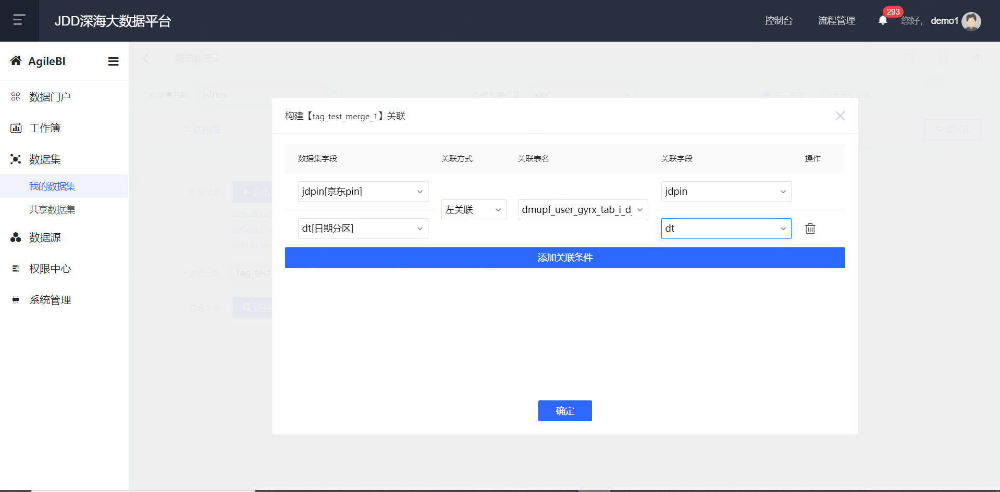 JDD深海大数据平台
控制台
流程管理
293
您好,
demo1
AgileBI
数据门户
工作簿
数据集
我的数据集
共享数据集
数据源
权限中心
系统管理
编辑数据集
* 数据集名称:
jsinus
* 数据集位置:
xxx
多表关联
自定义SQL
关联视图
生成SQL
构建【tag_test_merge_1】关联
数据集字段
关联方式
关联表名
关联字段
操作
jdpin[京东pin]
左关联
dmupf_user_gyrx_tab_i_d_
jdpin
dt[日期分区]
dt
添加关联条件
* 选择表:
+ 点击
default.tag
default.dm
default.dm
* 表间关联:
tag_test_
筛选条件:
选择
确定